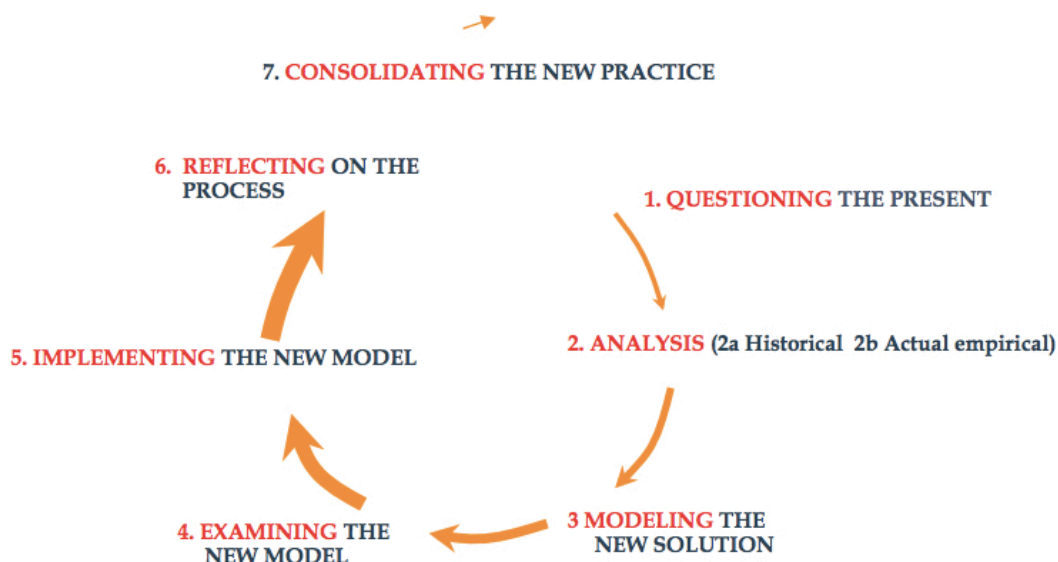 7. CONSOLIDATING THE NEW PRACTICE
6. REFLECTING ON THE
PROCESS
1. QUESTIONING THE PRESENT
5. IMPLEMENTING THE NEW MODEL
2. ANALYSIS (2a Historical 2b Actual empirical)
4. EXAMINING THE
NEW MODEL
3 MODELING THE
NEW SOLUTION